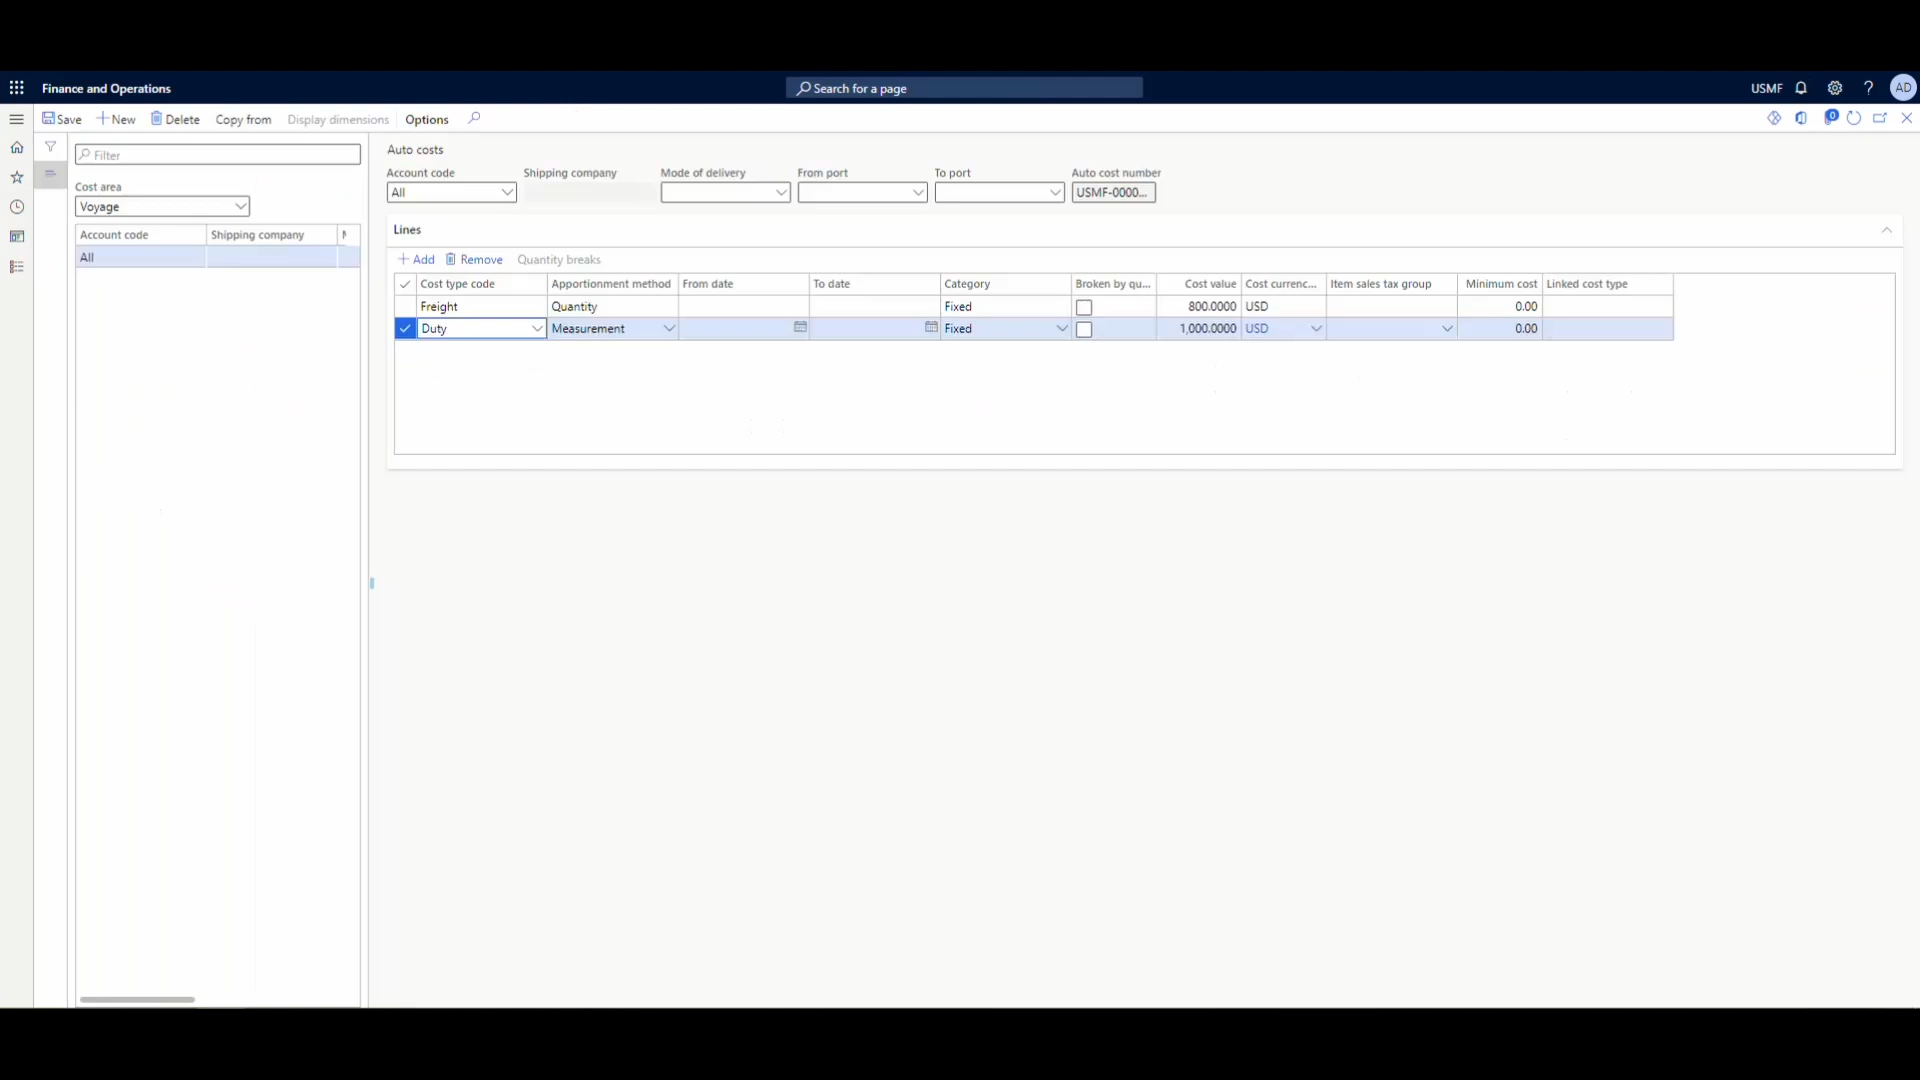 Finance and Operations
Search for a page
USMF
?
AD
Save
New
Delete
Copy from
Display dimensions
Options
0
Filter
Cost area
Voyage
Account code Shipping company
All
Auto costs
Account code Shipping company Mode of delivery From port To port Auto cost number
All USMF-0000...
Lines
Add Remove Quantity breaks
Cost type code Apportionment method From date To date Category Broken by qu... Cost value Cost currenc... Item sales tax group Minimum cost Linked cost type
Freight Quantity Fixed 800.0000 USD 0.00
Duty Measurement Fixed 1,000.0000 USD 0.00